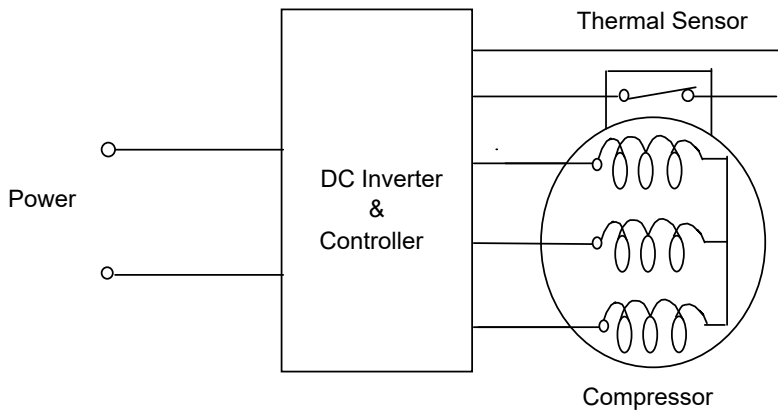 Thermal Sensor
Power
DC Inverter
&
Controller
Compressor